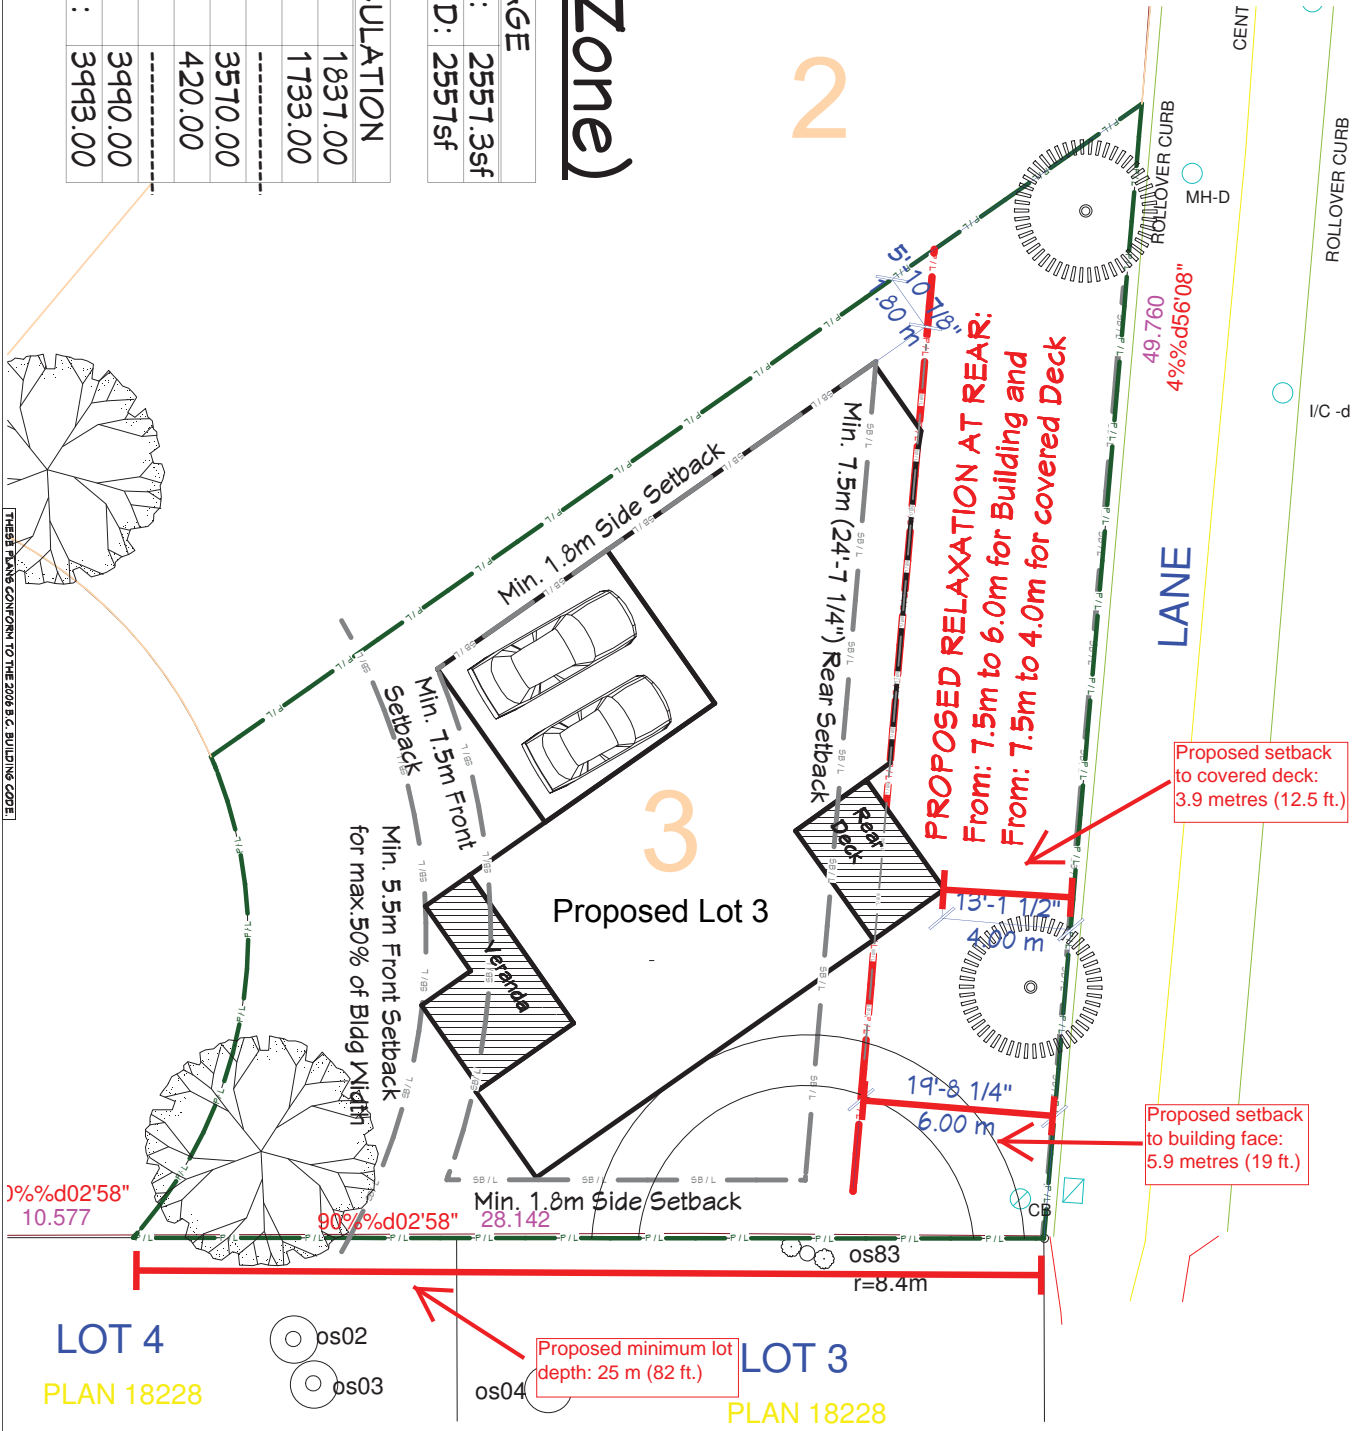 Zone)
AGE
: 2557.3sf
D: 2557sf
ULATION
1837.00
1733.00
3570.00
420.00
3990.00
: 3993.00
2
CENT
ROLLOVER CURB
ROLLOVER CURB
MH-D
I/C -d
49.760
4%%d56'08"
LANE
5'-10 7/8"
1.80 m
PROPOSED RELAXATION AT REAR:
From: 7.5m to 6.0m for Building and
From: 7.5m to 4.0m for covered Deck
Min. 1.8m Side Setback
Min. 7.5m (24'-7 1/4") Rear Setback
Min. 7.5m Front
Setback
Min. 5.5m Front Setback
for max.50% of Bldg Width
THESE PLANS CONFORM TO THE 2006 B.C. BUILDING CODE.
3
Proposed Lot 3
-
Rear
Deck
Veranda
Proposed setback
to covered deck:
3.9 metres (12.5 ft.)
13'-1 1/2"
4.00 m
19'-8 1/4"
6.00 m
Proposed setback
to building face:
5.9 metres (19 ft.)
CB
Min. 1.8m Side Setback
0%%d02'58"
10.577
90%%d02'58"
28.142
os83
r=8.4m
LOT 4
PLAN 18228
os02
os03
os04
Proposed minimum lot
depth: 25 m (82 ft.)
LOT 3
PLAN 18228